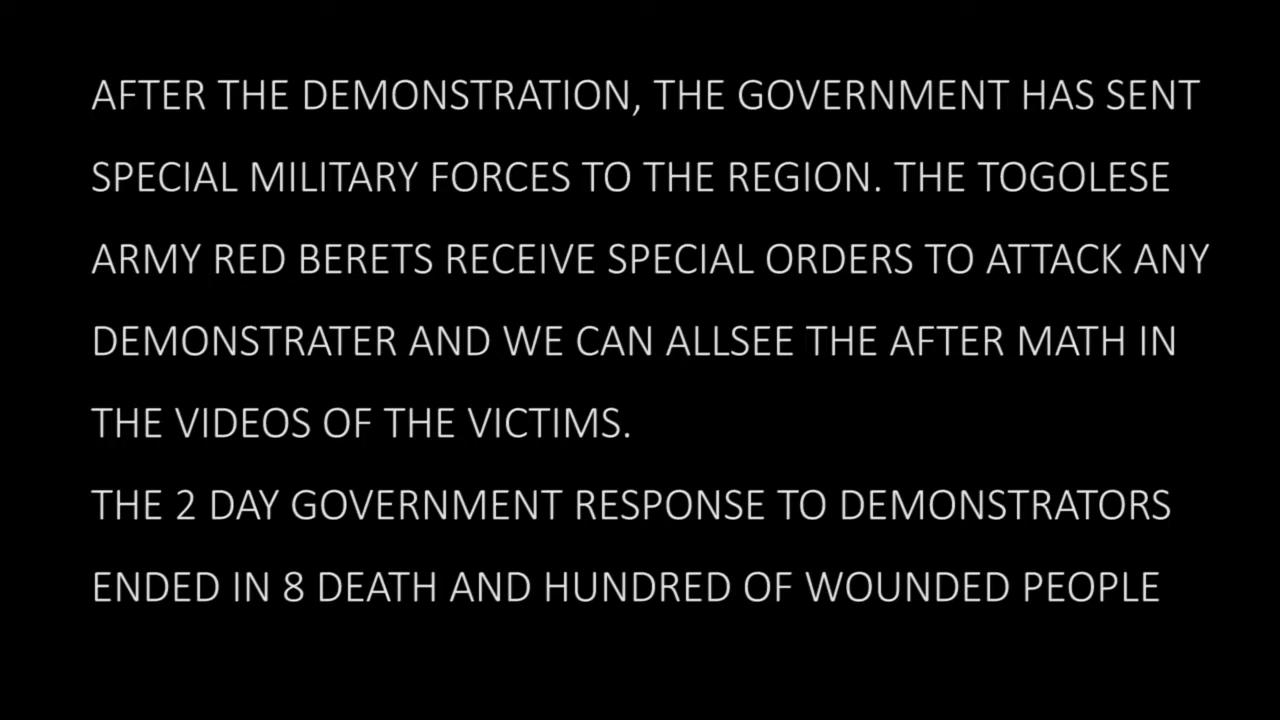 AFTER THE DEMONSTRATION, THE GOVERNMENT HAS SENT
SPECIAL MILITARY FORCES TO THE REGION. THE TOGOLESE
ARMY RED BERETS RECEIVE SPECIAL ORDERS TO ATTACK ANY
DEMONSTRATER AND WE CAN ALLSEE THE AFTER MATH IN
THE VIDEOS OF THE VICTIMS.
THE 2 DAY GOVERNMENT RESPONSE TO DEMONSTRATORS
ENDED IN 8 DEATH AND HUNDRED OF WOUNDED PEOPLE